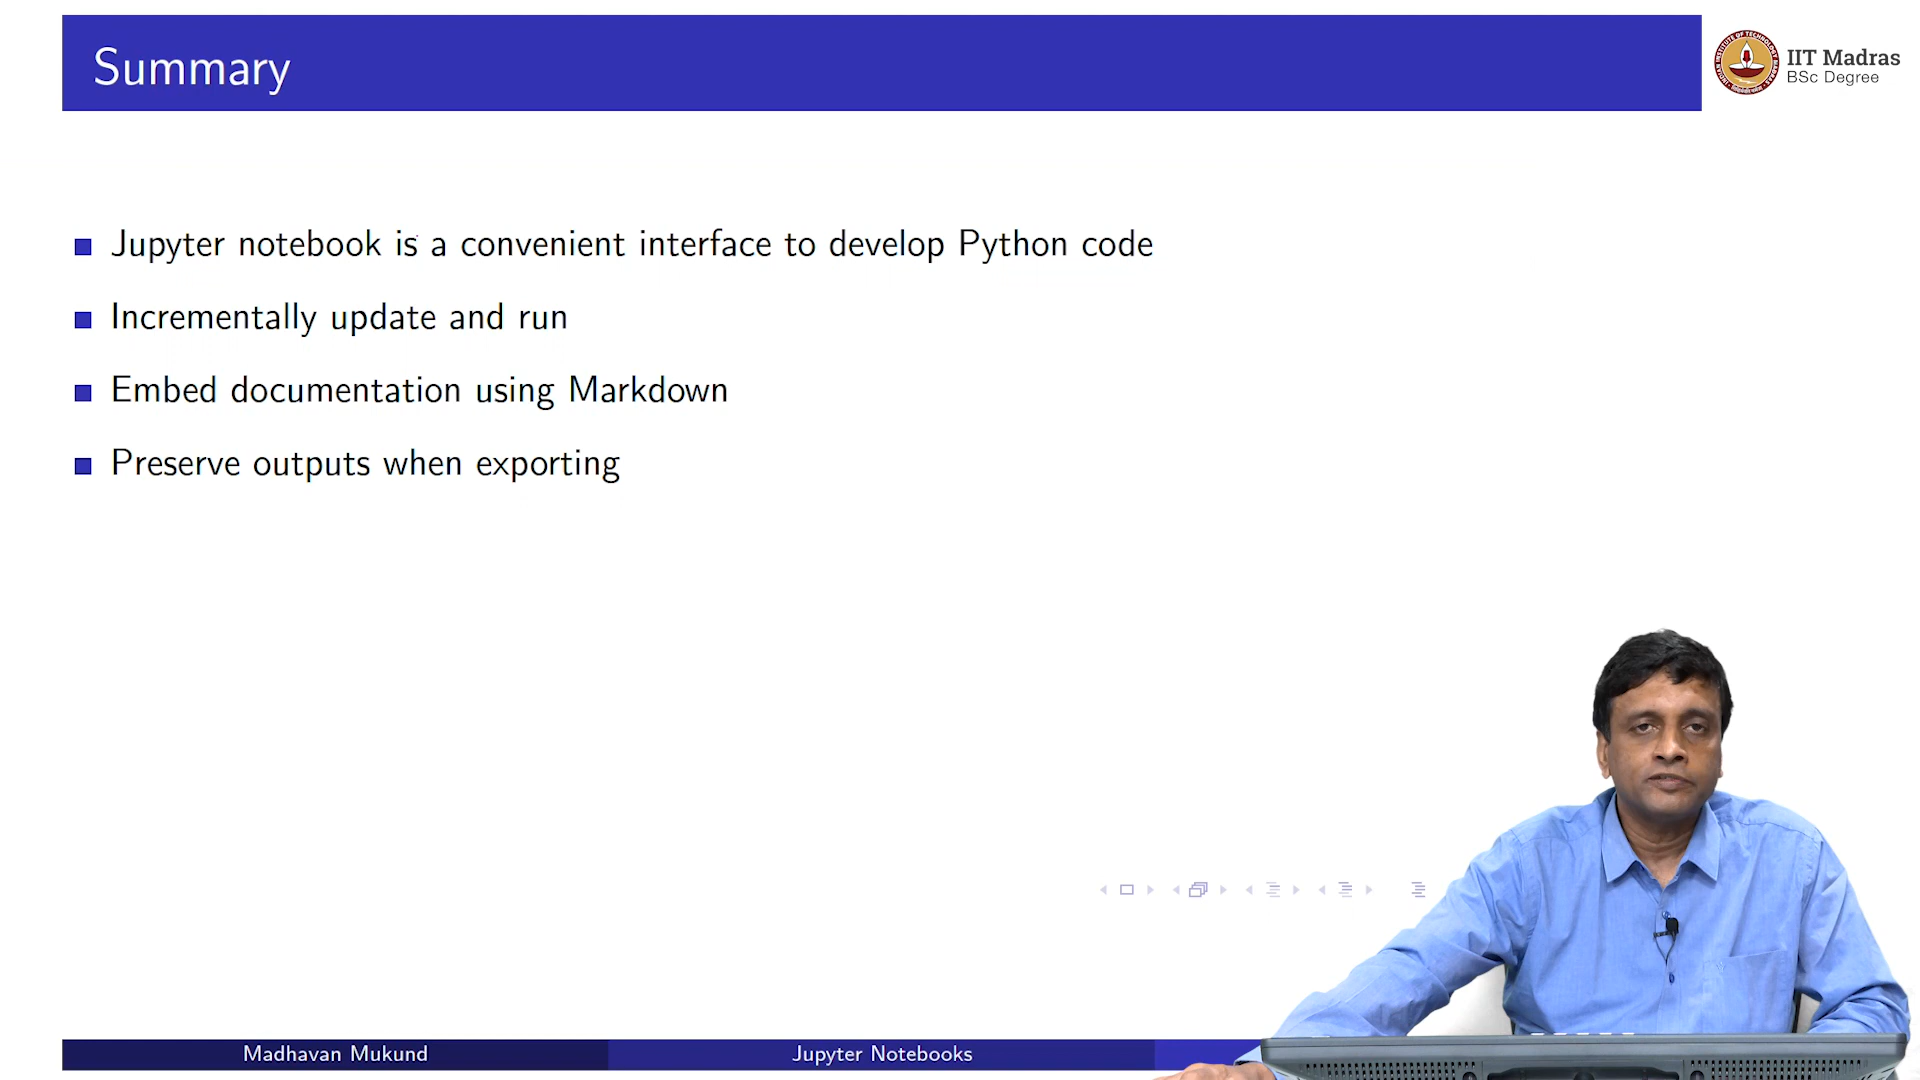 Summary
IIT Madras
BSc Degree
Jupyter notebook is a convenient interface to develop Python code
Incrementally update and run
Embed documentation using Markdown
Preserve outputs when exporting
Madhavan Mukund
Jupyter Notebooks